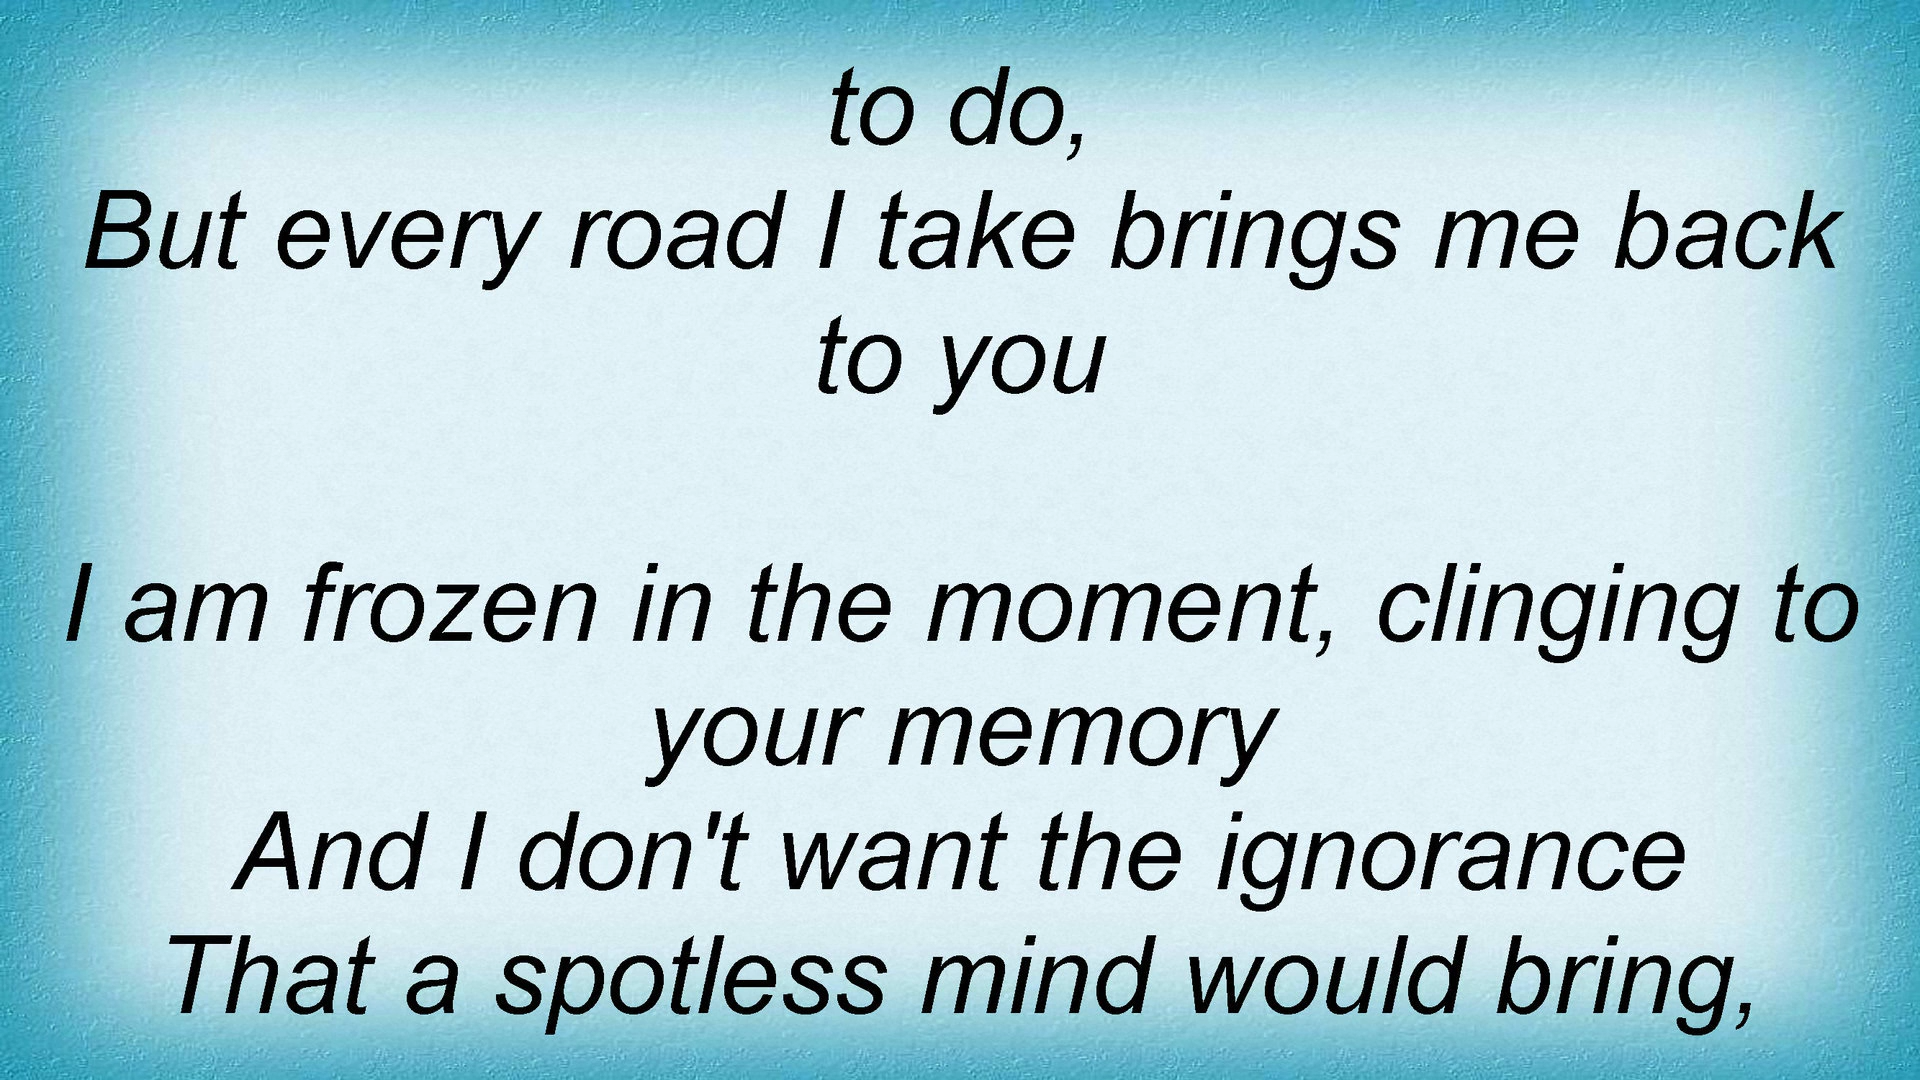 to do,
But every road I take brings me back
to you
I am frozen in the moment, clinging to
your memory
And I don't want the ignorance
That a spotless mind would bring,